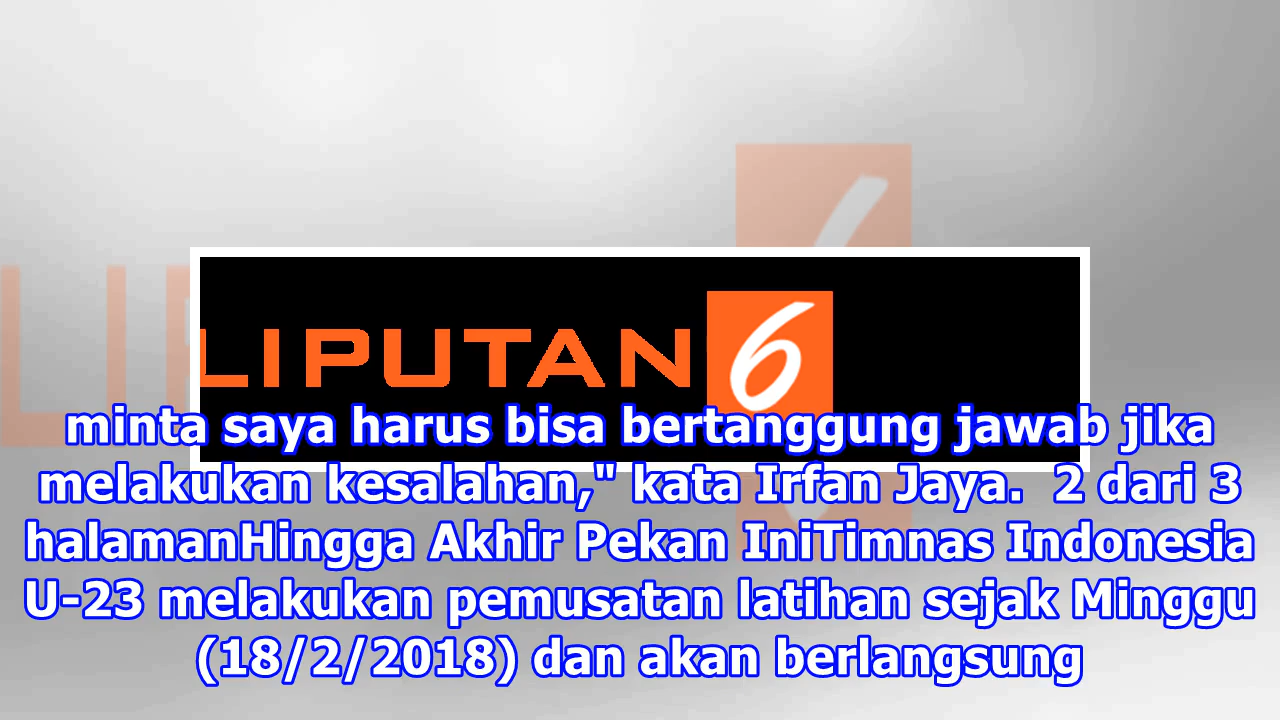 LIPUTAN 6
minta saya harus bisa bertanggung jawab jika
melakukan kesalahan," kata Irfan Jaya.  2 dari 3
halamanHingga Akhir Pekan IniTimnas Indonesia
U-23 melakukan pemusatan latihan sejak Minggu
(18/2/2018) dan akan berlangsung